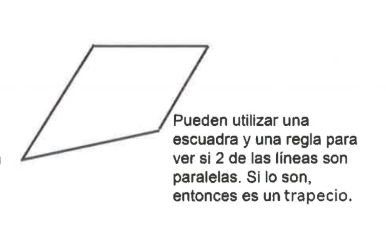 Pueden utilizar una
escuadra y una regla para
ver si 2 de las líneas son
paralelas. Si lo son,
entonces es un trapecio.